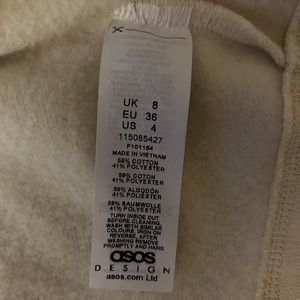 UK 8
EU 36
US 4
115085427
F101154
MADE IN VIETNAM
59% COTTON
41% POLYESTER
59% COTON
41% POLYESTER
59% ALGODÓN
41% POLIÉSTER
59% BAUMWOLLE
41% POLYESTER
TURN INSIDE OUT
BEFORE CLEANING,
WASH WITH SIMILAR
COLOURS, IRON ON
REVERSE, AFTER
WASHING REMOVE
PROMPTLY AND HANG
asos
DESIGN
asos.com Ltd